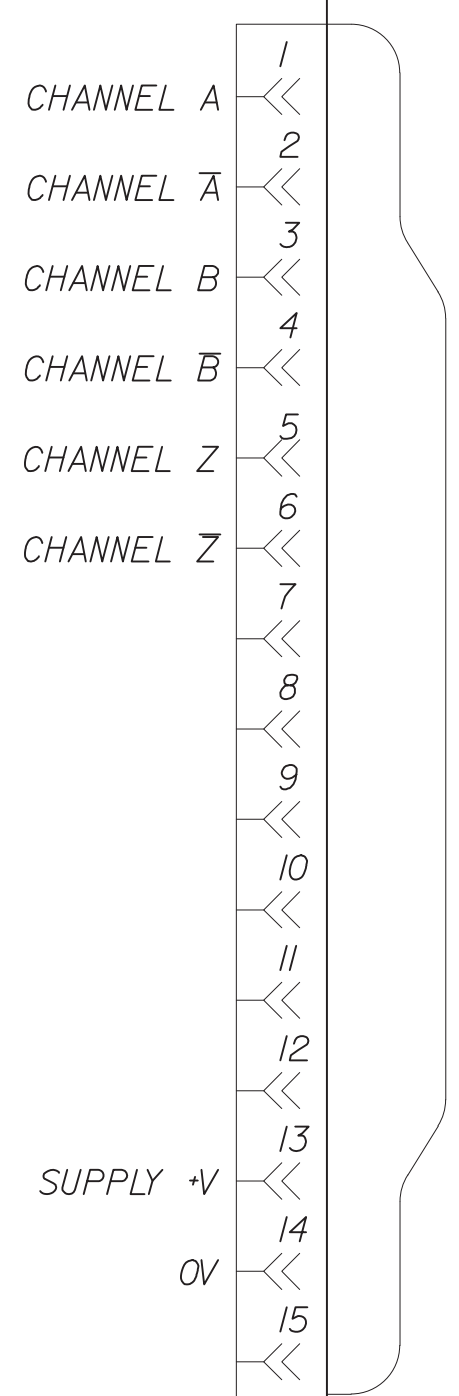 1
CHANNEL A
2
CHANNEL A̅
3
CHANNEL B
4
CHANNEL B̅
5
CHANNEL Z
6
CHANNEL Z̅
7
8
9
10
11
12
13
SUPPLY +V
14
0V
15